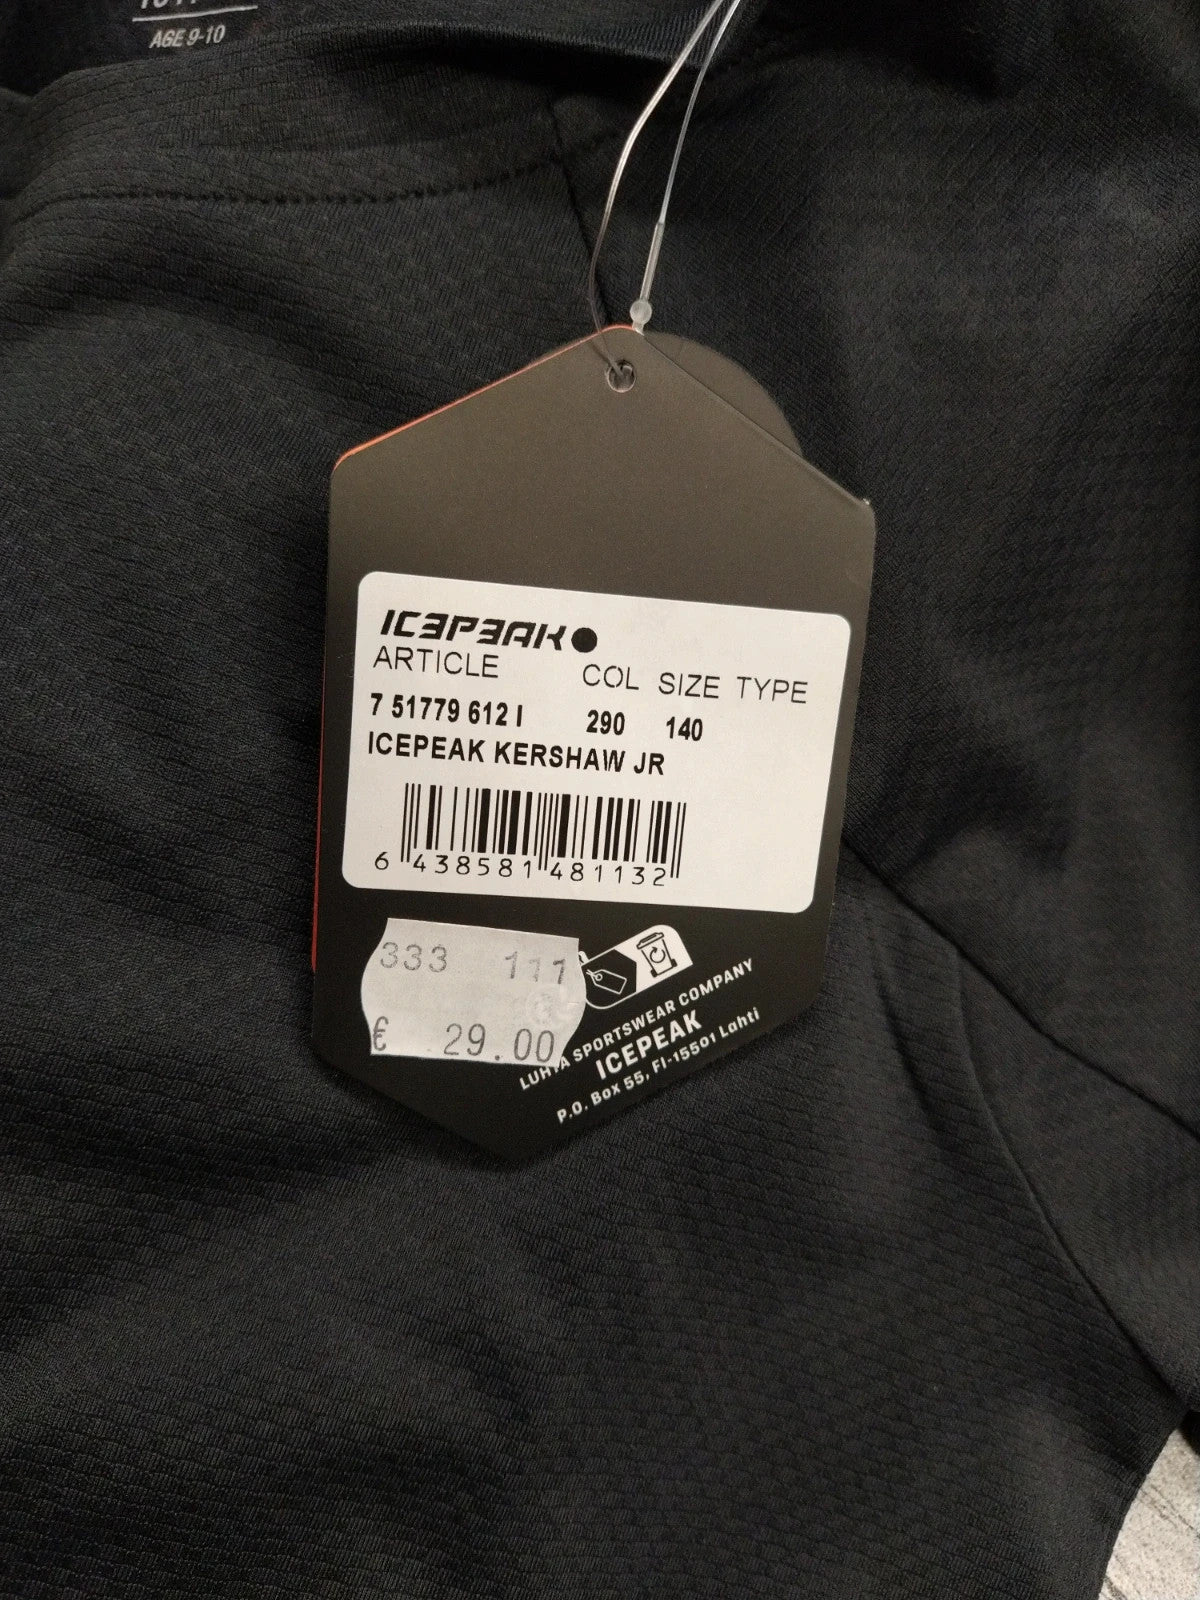 AGE 9-10
ICEPEAK
ARTICLE COL SIZE TYPE
7 51779 612 I 290 140
ICEPEAK KERSHAW JR
6 438581 481132
333 111
€ 29.00
LUHTA SPORTSWEAR COMPANY
ICEPEAK
P.O. Box 55, FI-15501 Lahti